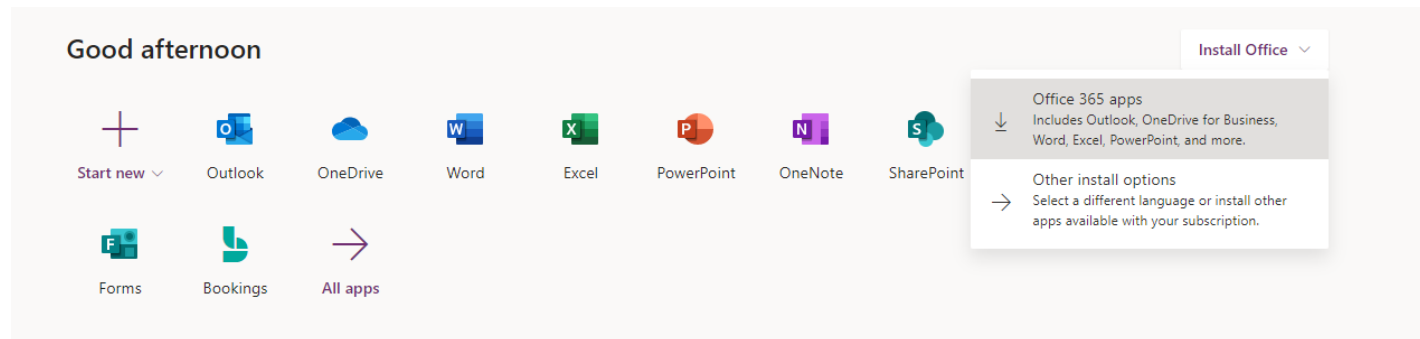 Good afternoon
Install Office
Office 365 apps
Includes Outlook, OneDrive for Business,
Word, Excel, PowerPoint, and more.
Other install options
Select a different language or install other
apps available with your subscription.
Start new
Outlook
OneDrive
Word
Excel
PowerPoint
OneNote
SharePoint
Forms
Bookings
All apps